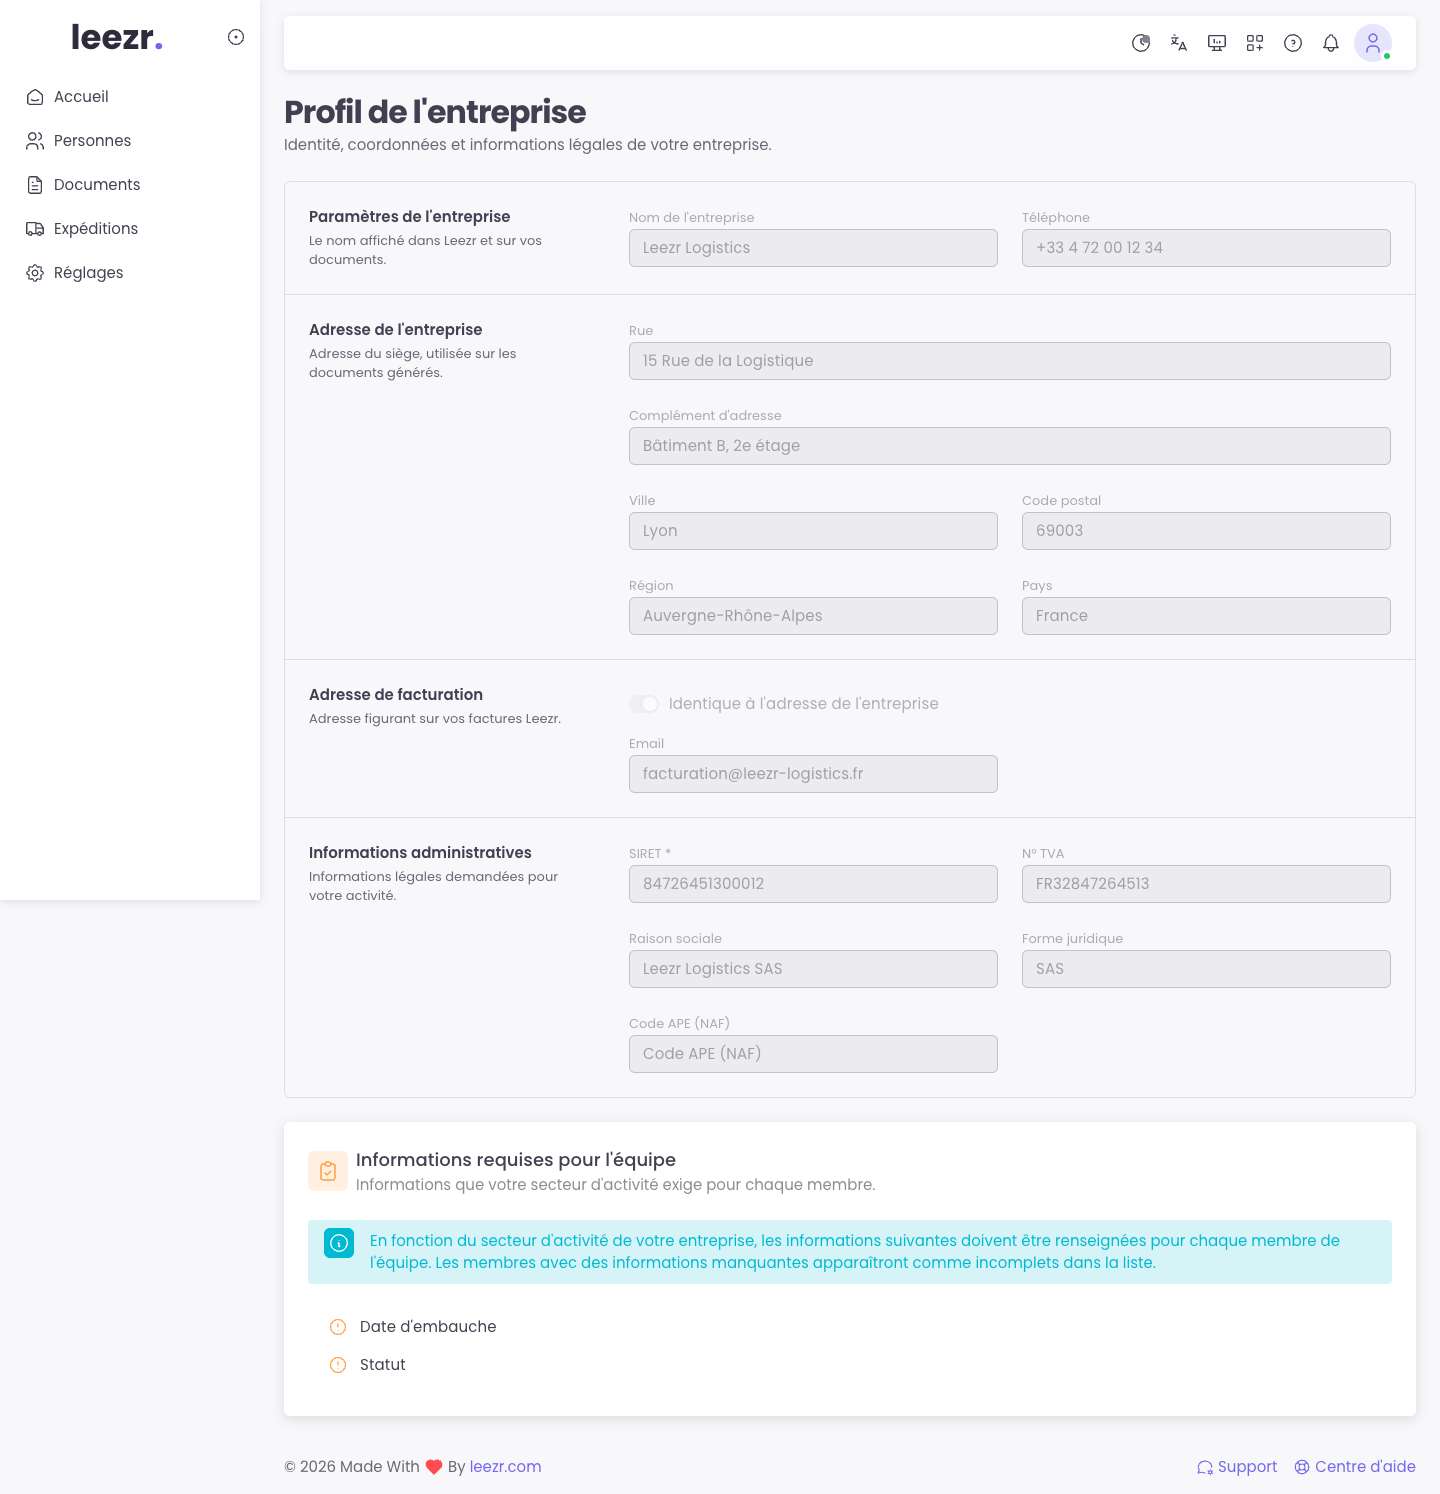 leezr.
Accueil
Personnes
Documents
Expéditions
Réglages
Profil de l'entreprise
Identité, coordonnées et informations légales de votre entreprise.
Paramètres de l'entreprise
Le nom affiché dans Leezr et sur vos
documents.
Nom de l'entreprise
Leezr Logistics
Téléphone
+33 4 72 00 12 34
Adresse de l'entreprise
Adresse du siège, utilisée sur les
documents générés.
Rue
15 Rue de la Logistique
Complément d'adresse
Bâtiment B, 2e étage
Ville
Lyon
Code postal
69003
Région
Auvergne-Rhône-Alpes
Pays
France
Adresse de facturation
Adresse figurant sur vos factures Leezr.
Identique à l'adresse de l'entreprise
Email
facturation@leezr-logistics.fr
Informations administratives
Informations légales demandées pour
votre activité.
SIRET *
84726451300012
N° TVA
FR32847264513
Raison sociale
Leezr Logistics SAS
Forme juridique
SAS
Code APE (NAF)
Code APE (NAF)
Informations requises pour l'équipe
Informations que votre secteur d'activité exige pour chaque membre.
En fonction du secteur d'activité de votre entreprise, les informations suivantes doivent être renseignées pour chaque membre de
l'équipe. Les membres avec des informations manquantes apparaîtront comme incomplets dans la liste.
Date d'embauche
Statut
© 2026 Made With By leezr.com
Support
Centre d'aide